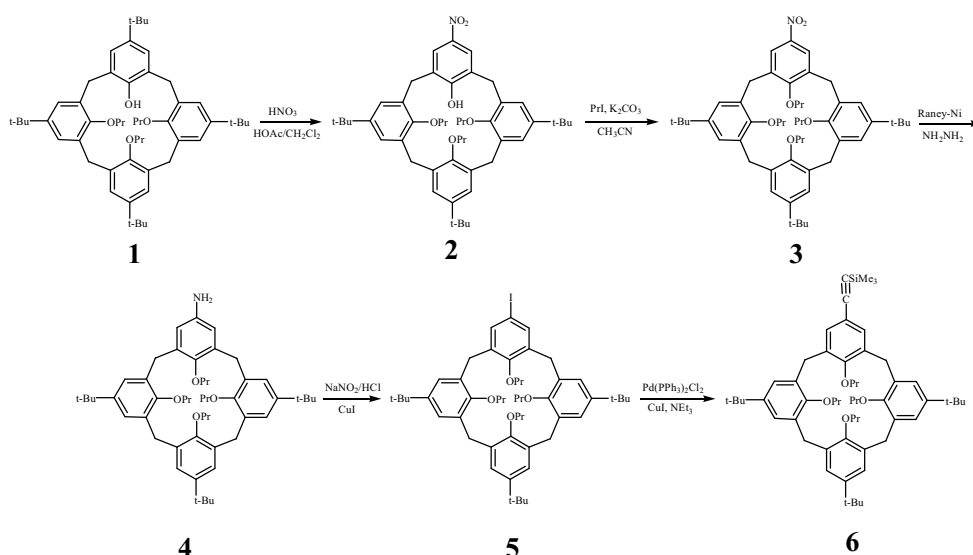 t-Bu
OH
t-Bu
OPr
PrO
t-Bu
OPr
t-Bu
1
HNO₃
HOAc/CH₂Cl₂
NO₂
OH
t-Bu
OPr
PrO
t-Bu
OPr
t-Bu
2
PrI, K₂CO₃
CH₃CN
NO₂
OPr
t-Bu
OPr
PrO
t-Bu
OPr
t-Bu
3
Raney-Ni
NH2NH2
NH₂
OPr
t-Bu
OPr
PrO
t-Bu
OPr
t-Bu
4
NaNO₂/HCl
CuI
I
OPr
t-Bu
OPr
PrO
t-Bu
OPr
t-Bu
5
Pd(PPh₃)₂Cl₂
CuI, NEt₃
C SiMe₃
C
OPr
t-Bu
OPr
PrO
t-Bu
OPr
t-Bu
6